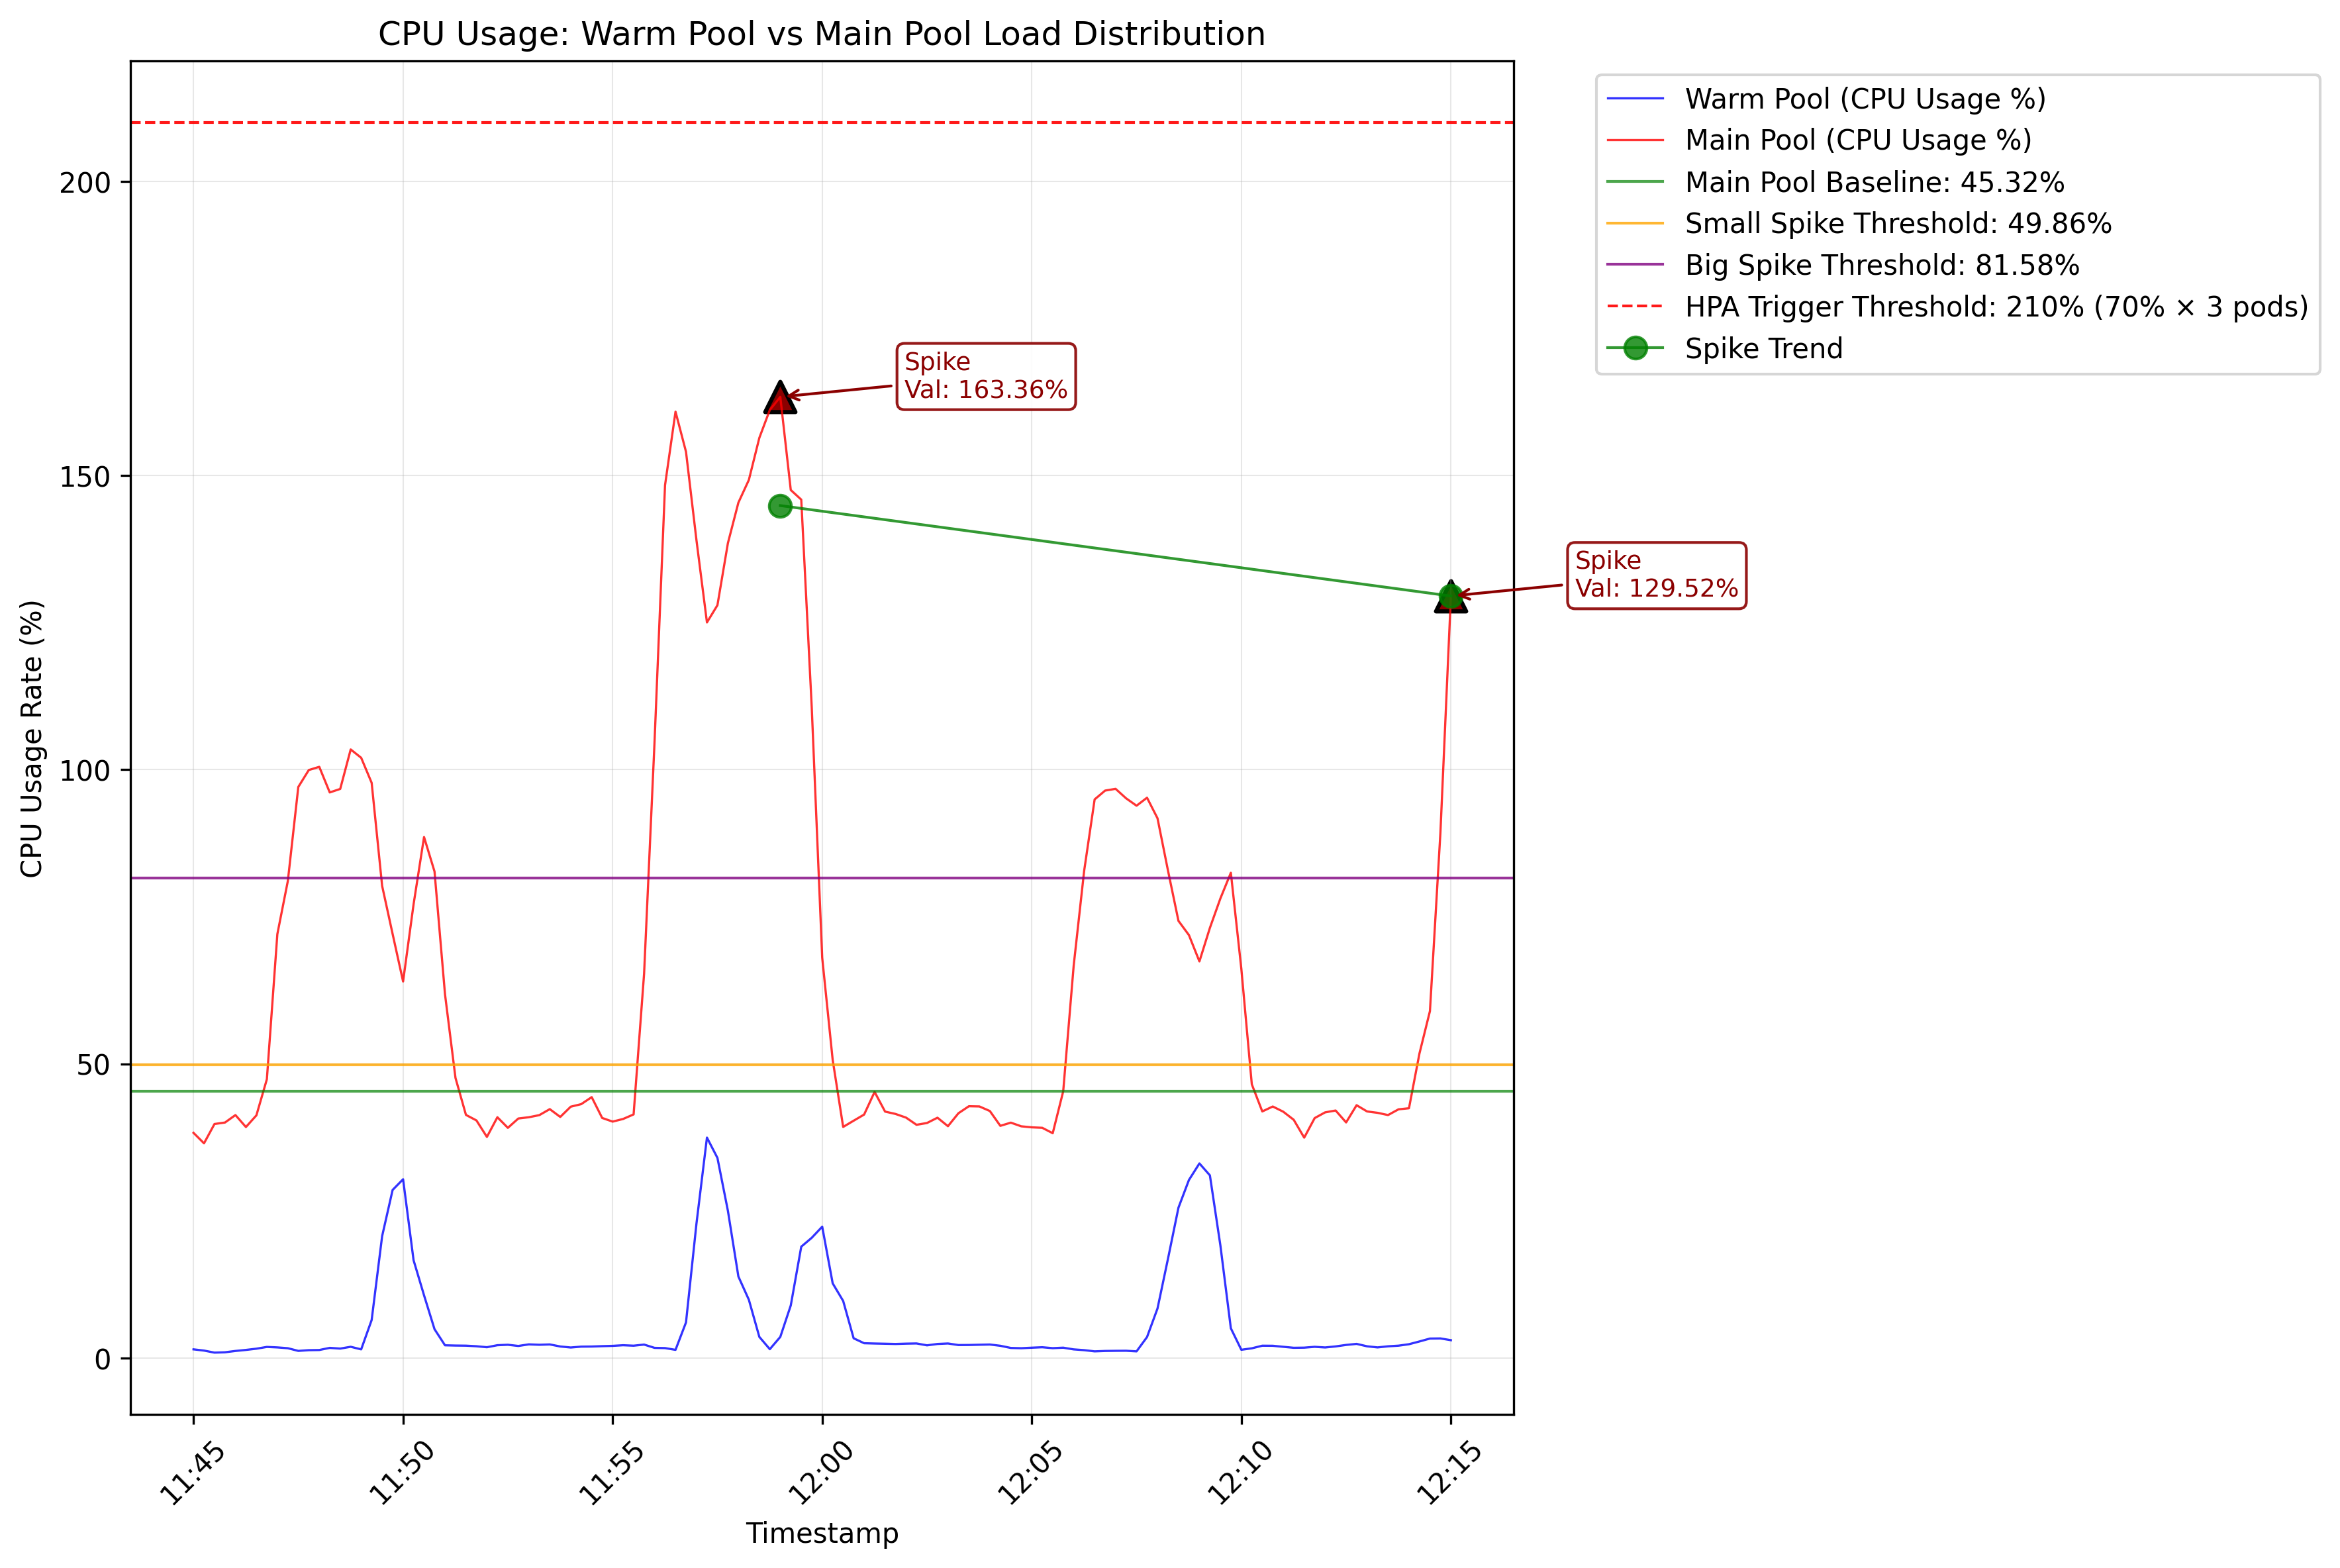 CPU Usage: Warm Pool vs Main Pool Load Distribution
Warm Pool (CPU Usage %)
Main Pool (CPU Usage %)
Main Pool Baseline: 45.32%
Small Spike Threshold: 49.86%
Big Spike Threshold: 81.58%
HPA Trigger Threshold: 210% (70% × 3 pods)
Spike Trend
CPU Usage Rate (%)
200
150
100
50
0
Spike
Val: 163.36%
Spike
Val: 129.52%
11:45
11:50
11:55
12:00
12:05
12:10
12:15
Timestamp